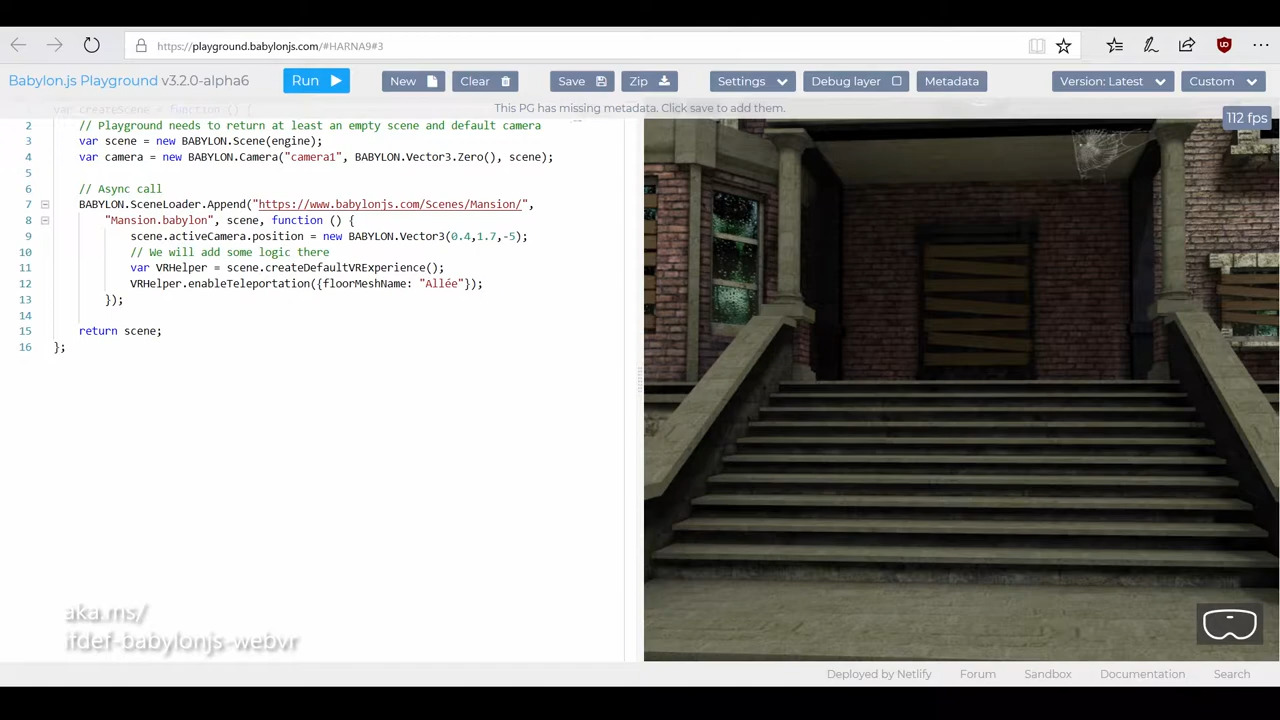 https://playground.babylonjs.com/#HARNA9#3
Babylon.js Playground v3.2.0-alpha6
Run
New
Clear
Save
Zip
Settings
Debug layer
Metadata
Version: Latest
Custom
This PG has missing metadata. Click save to add them.
112 fps
1 var createScene = function () {
2 // Playground needs to return at least an empty scene and default camera
3 var scene = new BABYLON.Scene(engine);
4 var camera = new BABYLON.Camera("camera1", BABYLON.Vector3.Zero(), scene);
5
6 // Async call
7 BABYLON.SceneLoader.Append("https://www.babylonjs.com/Scenes/Mansion/",
8 "Mansion.babylon", scene, function () {
9 scene.activeCamera.position = new BABYLON.Vector3(0.4,1.7,-5);
10 // We will add some logic there
11 var VRHelper = scene.createDefaultVRExperience();
12 VRHelper.enableTeleportation({floorMeshName: "Allée"});
13 });
14
15 return scene;
16 };
aka.ms/
ifdef-babylonjs-webvr
Deployed by Netlify
Forum
Sandbox
Documentation
Search